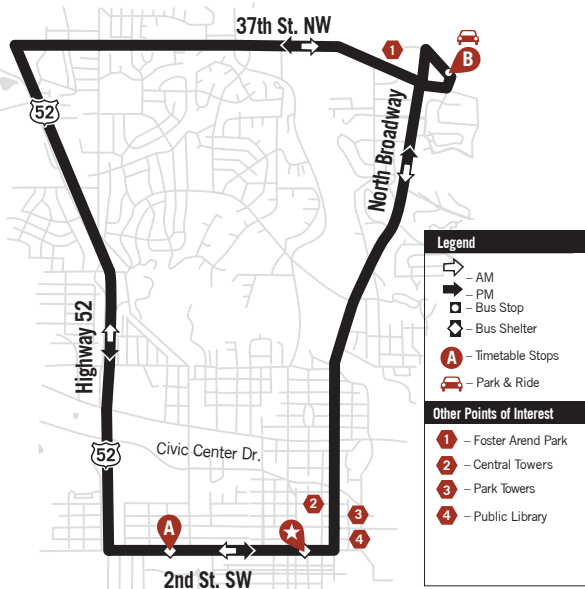 37th St. NW
1
B
52
North Broadway
Legend
– AM
– PM
– Bus Stop
– Bus Shelter
A – Timetable Stops
– Park & Ride
Highway 52
Other Points of Interest
1 – Foster Arend Park
2 – Central Towers
3 – Park Towers
4 – Public Library
52
Civic Center Dr.
2
3
4
A
2nd St. SW